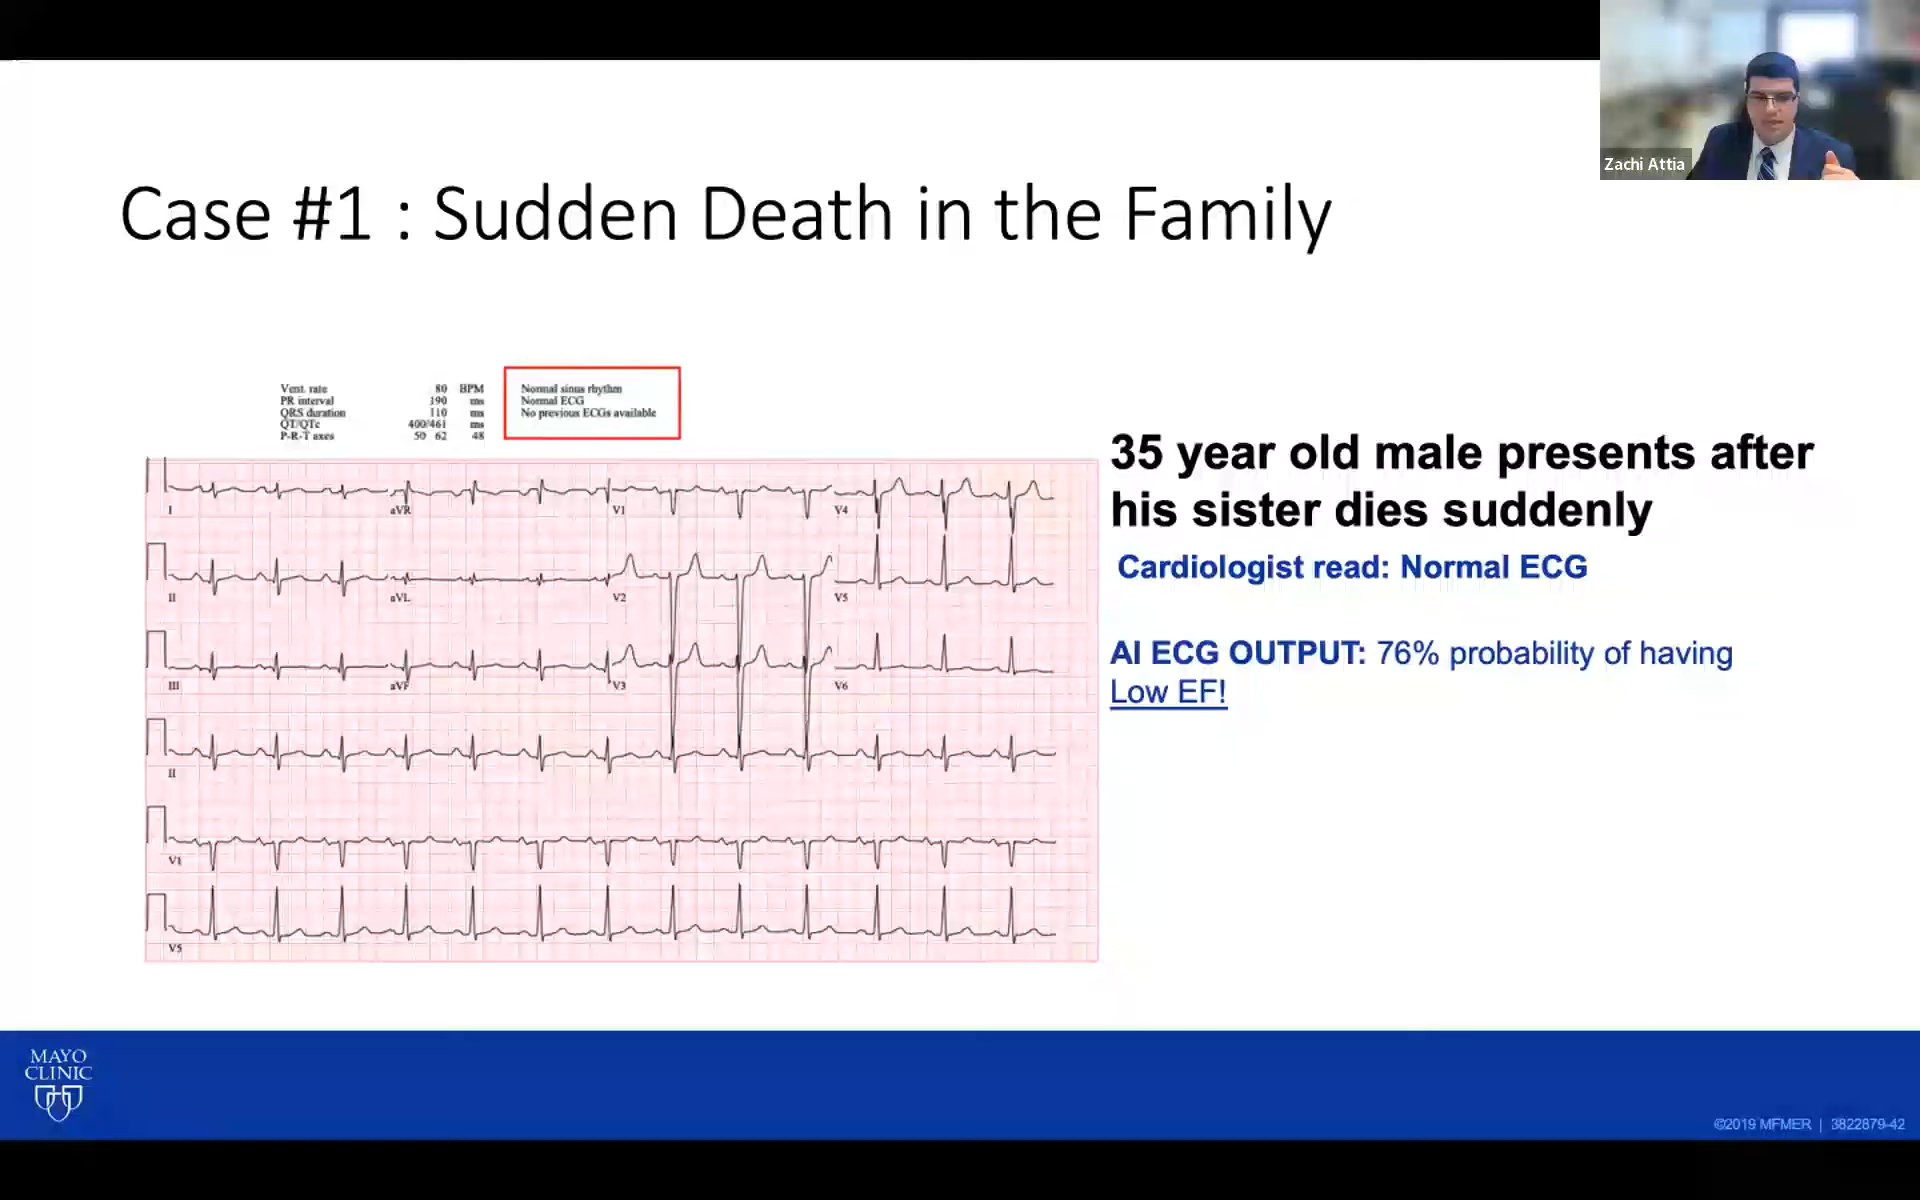 Zachi Attia
Case #1 : Sudden Death in the Family
Vent. rate 80 BPM
PR interval 190 ms
QRS duration 110 ms
QT/QTc 400/461 ms
P-R-T axes 50 62 48
Normal sinus rhythm
Normal ECG
No previous ECGs available
35 year old male presents after
his sister dies suddenly
Cardiologist read: Normal ECG
AI ECG OUTPUT: 76% probability of having
Low EF!
I aVR V1 V4
II aVL V2 V5
III aVF V3 V6
II
V1
V5
MAYO
CLINIC
©2019 MFMER | 3822879-42